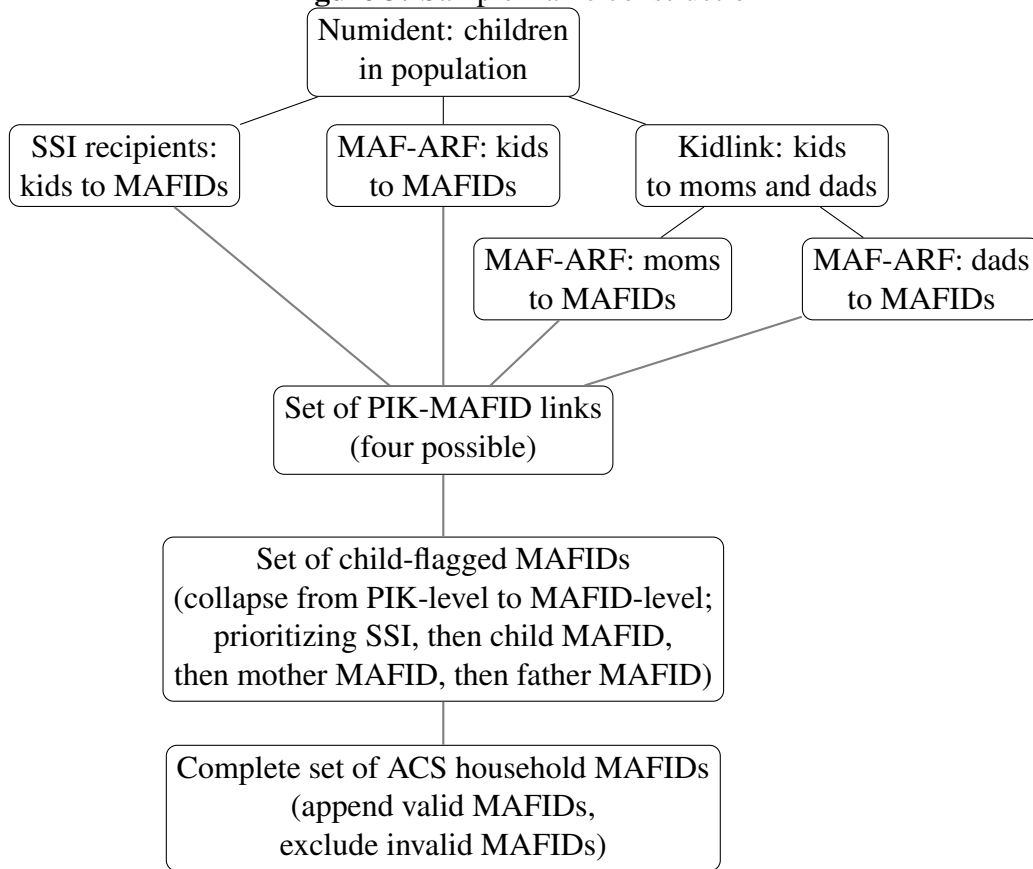 Numident: children
in population
SSI recipients:
kids to MAFIDs
MAF-ARF: kids
to MAFIDs
Kidlink: kids
to moms and dads
MAF-ARF: moms
to MAFIDs
MAF-ARF: dads
to MAFIDs
Set of PIK-MAFID links
(four possible)
Set of child-flagged MAFIDs
(collapse from PIK-level to MAFID-level;
prioritizing SSI, then child MAFID,
then mother MAFID, then father MAFID)
Complete set of ACS household MAFIDs
(append valid MAFIDs,
exclude invalid MAFIDs)